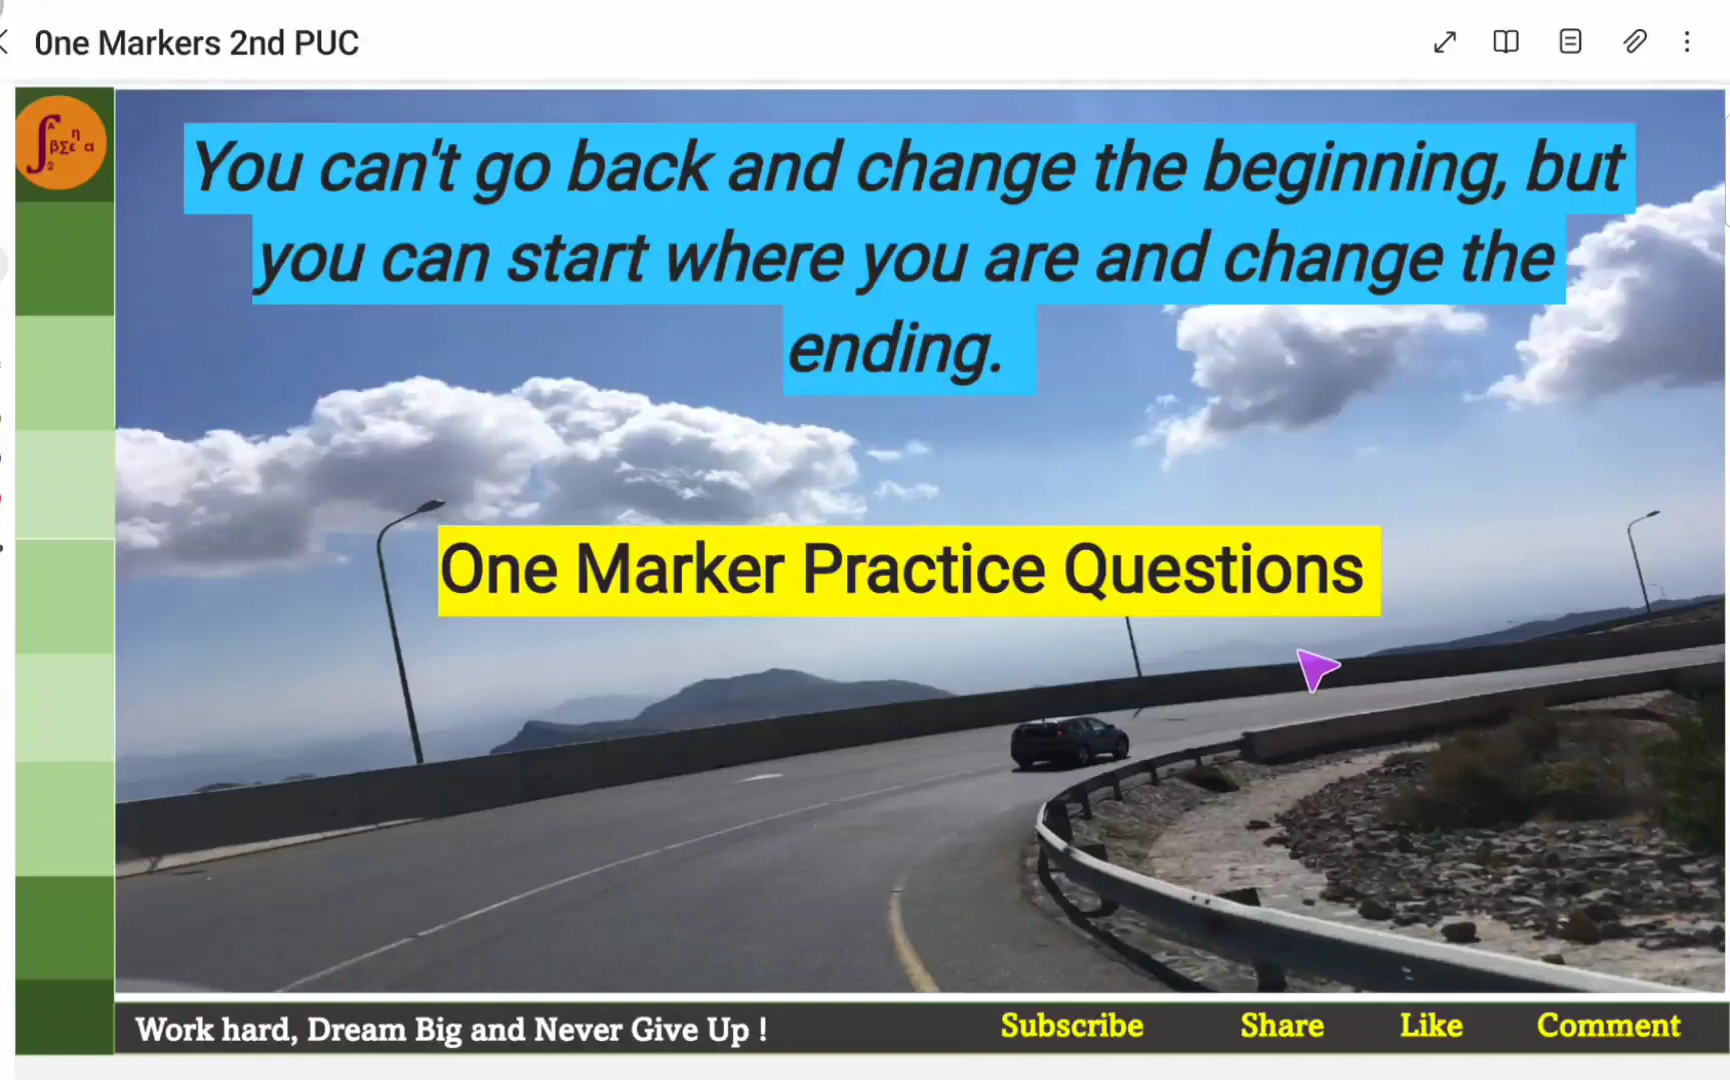 0ne Markers 2nd PUC
You can't go back and change the beginning, but
you can start where you are and change the
ending.
One Marker Practice Questions
Work hard, Dream Big and Never Give Up !
Subscribe Share Like Comment